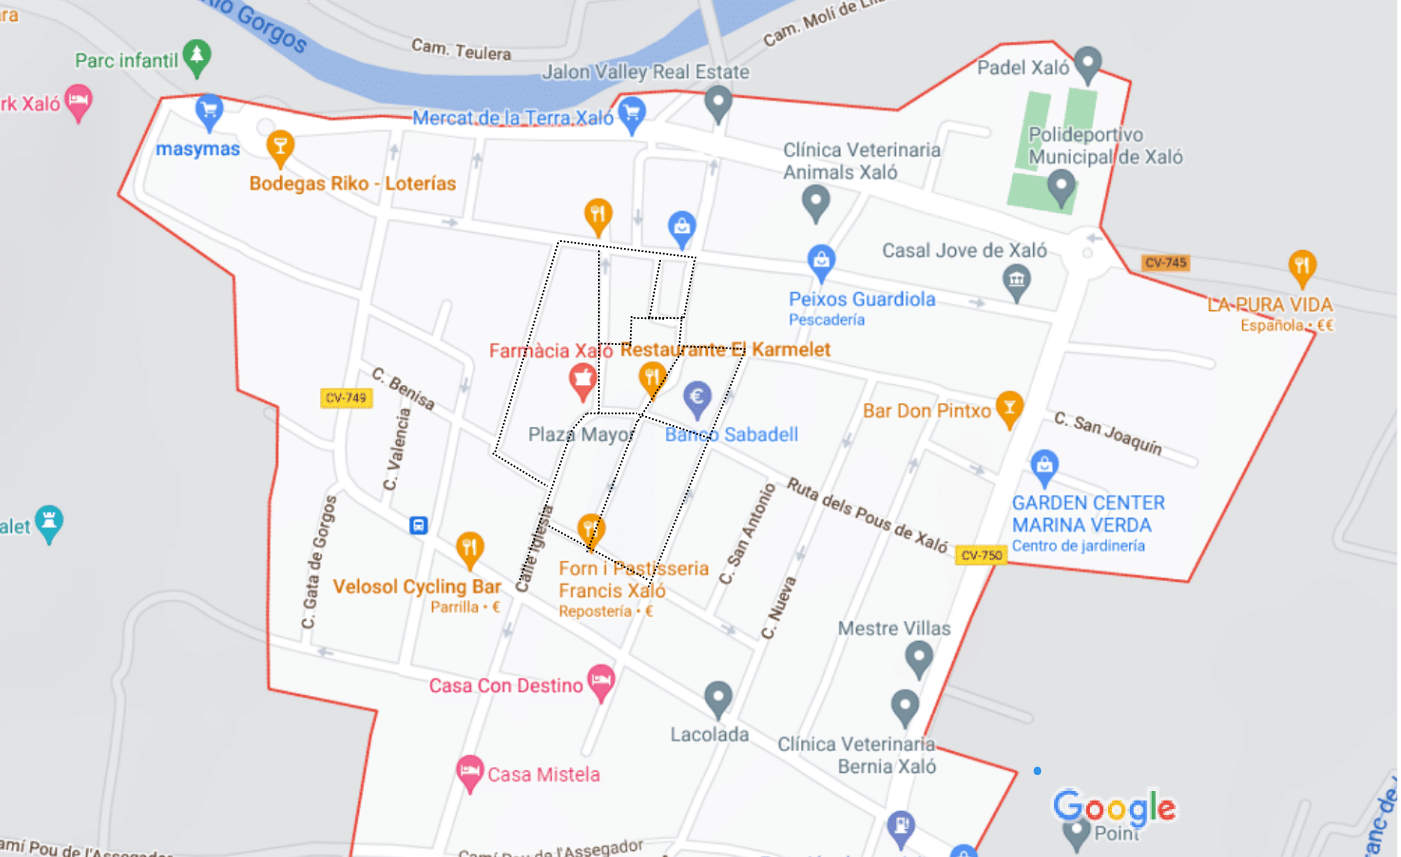 ara
Río Gorgos
Cam. Teulera
Cam. Molí de
Parc infantil
Jalon Valley Real Estate
Padel Xaló
rk Xaló
Mercat de la Terra Xaló
masymas
Clínica Veterinaria
Animals Xaló
Polideportivo
Municipal de Xaló
Bodegas Riko - Loterías
Casal Jove de Xaló
CV-745
Peixos Guardiola
Pescadería
LA PURA VIDA
Española • €€
Farmàcia Xaló
Restaurante El Karmelet
C. Benisa
CV-749
Bar Don Pintxo
C. Valencia
Plaza Mayor
Banco Sabadell
C. San Joaquín
Ruta dels Pous de Xaló
GARDEN CENTER
MARINA VERDA
Centro de jardinería
alet
C. Gata de Gorgos
Calle Iglesia
C. San Antonio
CV-750
Velosol Cycling Bar
Parrilla • €
Forn i Pastisseria
Francis Xaló
Repostería • €
C. Nueva
Mestre Villas
Casa Con Destino
Lacolada
Clínica Veterinaria
Bernia Xaló
Casa Mistela
Google
Point
amí Pou de l'Assegador
Camí Pou de l'Assegador
ranc de